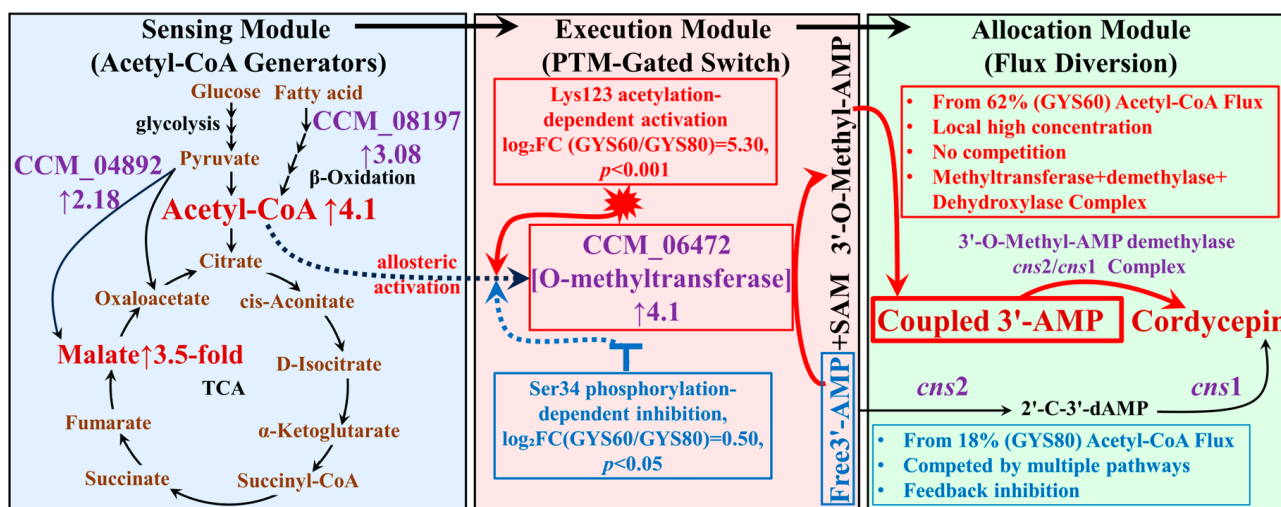 Sensing Module
(Acetyl-CoA Generators)
Glucose
Fatty acid
glycolysis
CCM_08197
↑3.08
CCM_04892
↑2.18
Pyruvate
β-Oxidation
Acetyl-CoA ↑4.1
Citrate
Oxaloacetate
cis-Aconitate
Malate↑3.5-fold
D-Isocitrate
TCA
Fumarate
α-Ketoglutarate
Succinate
Succinyl-CoA
allosteric
activation
Execution Module
(PTM-Gated Switch)
Lys123 acetylation-
dependent activation
log₂FC (GYS60/GYS80)=5.30,
p<0.001
CCM_06472
[O-methyltransferase]
↑4.1
Ser34 phosphorylation-
dependent inhibition,
log₂FC(GYS60/GYS80)=0.50,
p<0.05
Free3'-AMP+SAM 3'-O-Methyl-AMP
Allocation Module
(Flux Diversion)
• From 62% (GYS60) Acetyl-CoA Flux
• Local high concentration
• No competition
• Methyltransferase+demethylase+
Dehydroxylase Complex
3'-O-Methyl-AMP demethylase
cns2/cns1 Complex
Coupled 3'-AMP
Cordycepin
cns2
2'-C-3'-dAMP
cns1
• From 18% (GYS80) Acetyl-CoA Flux
• Competed by multiple pathways
• Feedback inhibition